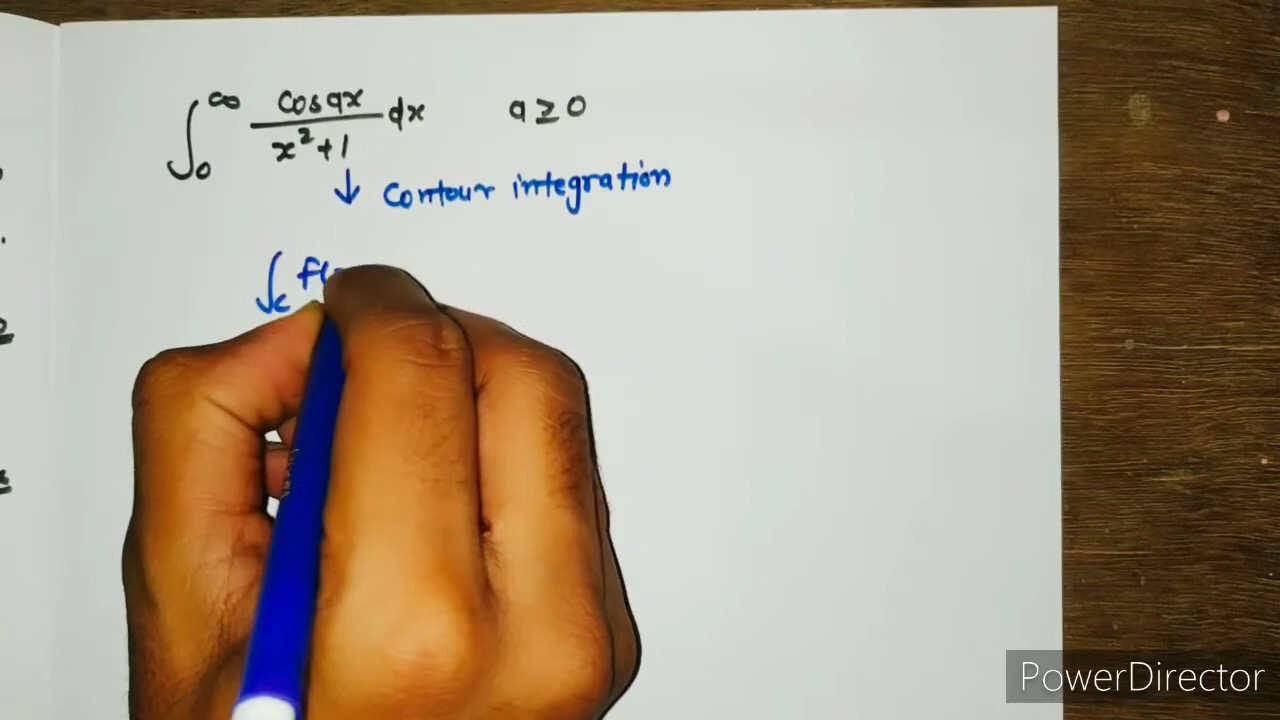 ∫₀^∞ cos ax / x²+1 dx a ≥ 0
↓ Contour integration
∫c f(
PowerDirector